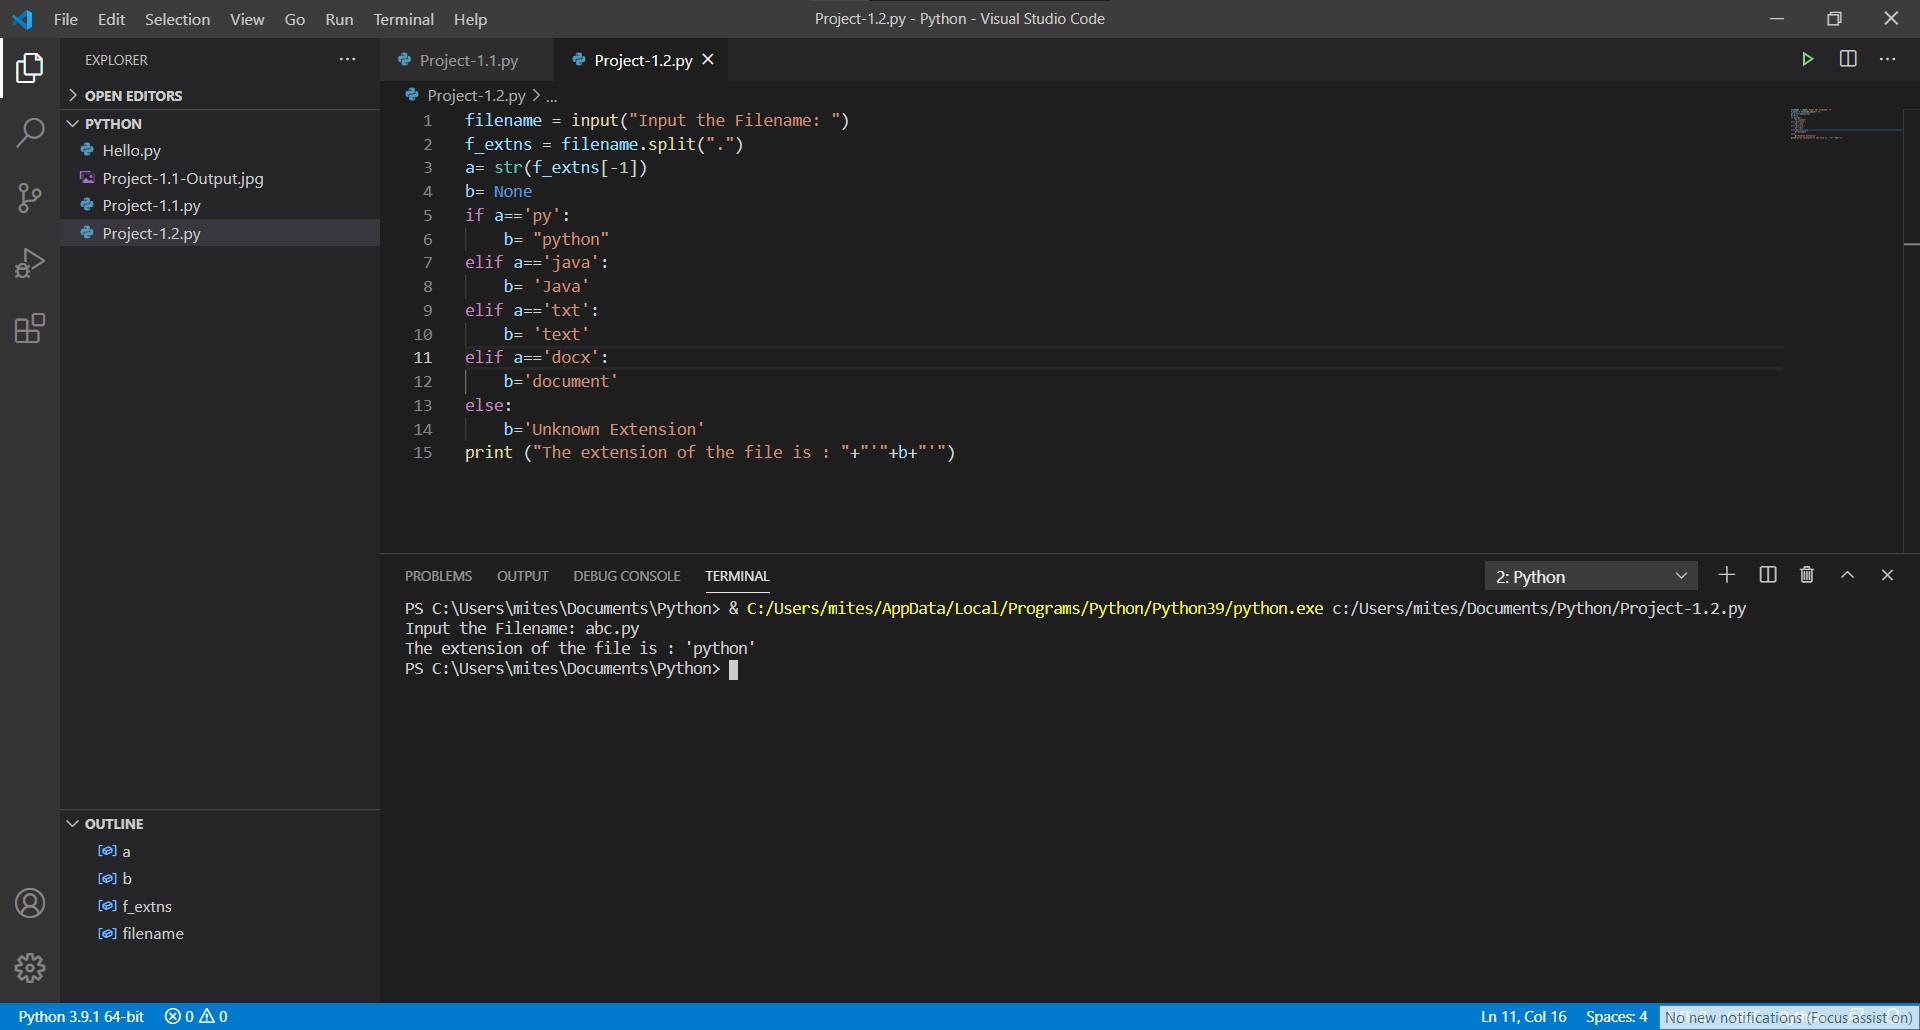 File Edit Selection View Go Run Terminal Help
Project-1.2.py - Python - Visual Studio Code
EXPLORER
OPEN EDITORS
PYTHON
Hello.py
Project-1.1-Output.jpg
Project-1.1.py
Project-1.2.py
Project-1.1.py
Project-1.2.py
Project-1.2.py > ...
1 filename = input("Input the Filename: ")
2 f_extns = filename.split(".")
3 a= str(f_extns[-1])
4 b= None
5 if a=='py':
6     b= "python"
7 elif a=='java':
8     b= 'Java'
9 elif a=='txt':
10     b= 'text'
11 elif a=='docx':
12     b='document'
13 else:
14     b='Unknown Extension'
15 print ("The extension of the file is : "+"'"+b+"'")
PROBLEMS OUTPUT DEBUG CONSOLE TERMINAL
2: Python
PS C:\Users\mites\Documents\Python> & C:/Users/mites/AppData/Local/Programs/Python/Python39/python.exe c:/Users/mites/Documents/Python/Project-1.2.py
Input the Filename: abc.py
The extension of the file is : 'python'
PS C:\Users\mites\Documents\Python>
OUTLINE
a
b
f_extns
filename
Python 3.9.1 64-bit 0 0
Ln 11, Col 16 Spaces: 4
No new notifications (Focus assist on)